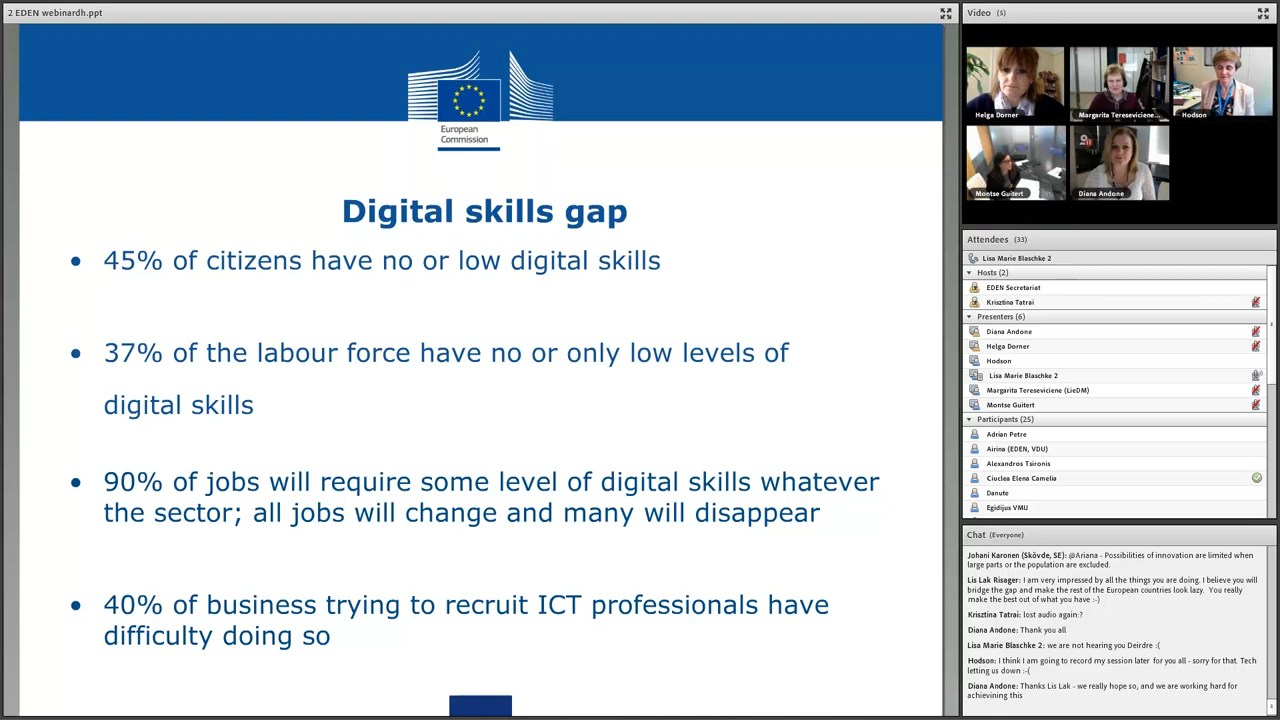 2 EDEN webinardh.ppt
European
Commission
Digital skills gap
• 45% of citizens have no or low digital skills
• 37% of the labour force have no or only low levels of
digital skills
• 90% of jobs will require some level of digital skills whatever
the sector; all jobs will change and many will disappear
• 40% of business trying to recruit ICT professionals have
difficulty doing so
Video (5)
Helga Dorner
Margarita Tereseviciene...
Hodson
Montse Guitert
Diana Andone
Attendees (33)
Lisa Marie Blaschke 2
Hosts (2)
EDEN Secretariat
Krisztina Tatrai
Presenters (6)
Diana Andone
Helga Dorner
Hodson
Lisa Marie Blaschke 2
Margarita Tereseviciene (LieDM)
Montse Guitert
Participants (25)
Adrian Petre
Airina (EDEN, VDU)
Alexandros Tsironis
Ciuclea Elena Camelia
Danute
Egidijus VMU
Chat (Everyone)
Johani Karonen (Skövde, SE): @Ariana - Possibilities of innovation are limited when
large parts or the population are excluded.
Lis Lak Risager: I am very impressed by all the things you are doing. I believe you will
bridge the gap and make the rest of the European countries look lazy. You really
make the best out of what you have :-)
Krisztina Tatrai: lost audio again:?
Diana Andone: Thank you all
Lisa Marie Blaschke 2: we are not hearing you Deirdre :(
Hodson: I think I am going to record my session later for you all - sorry for that. Tech
letting us down :-(
Diana Andone: Thanks Lis Lak - we really hope so, and we are working hard for
achievining this